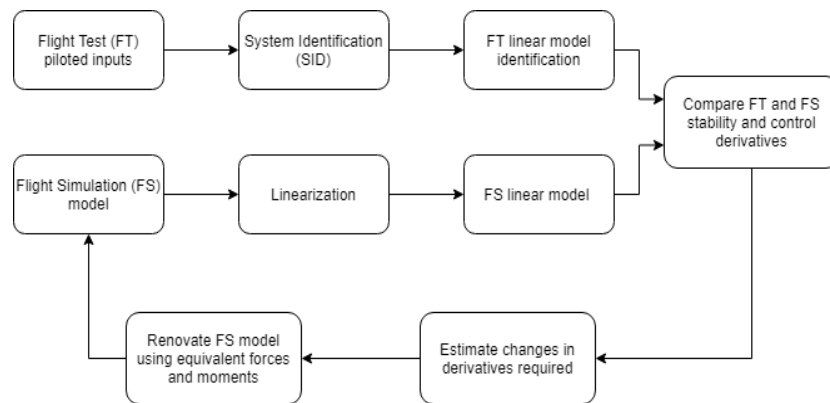 Flight Test (FT)
piloted inputs
System Identification
(SID)
FT linear model
identification
Compare FT and FS
stability and control
derivatives
Flight Simulation (FS)
model
Linearization
FS linear model
Renovate FS model
using equivalent forces
and moments
Estimate changes in
derivatives required